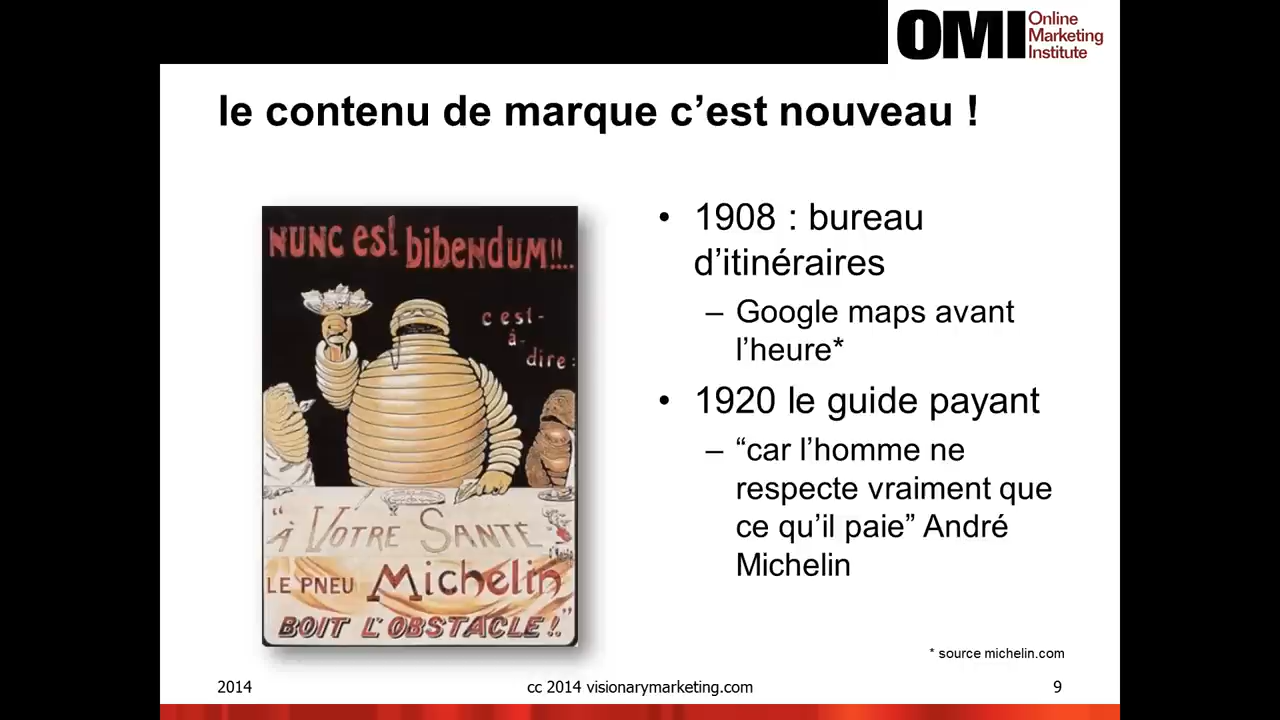 OMI Online
Marketing
Institute
le contenu de marque c’est nouveau !
NUNC est bibendum!!...
c'est-
à-
dire:
“À VOTRE SANTÉ
LE PNEU Michelin
BOIT L’OBSTACLE!.”
• 1908 : bureau
d’itinéraires
– Google maps avant
l’heure*
• 1920 le guide payant
– “car l’homme ne
respecte vraiment que
ce qu’il paie” André
Michelin
* source michelin.com
2014
cc 2014 visionarymarketing.com
9